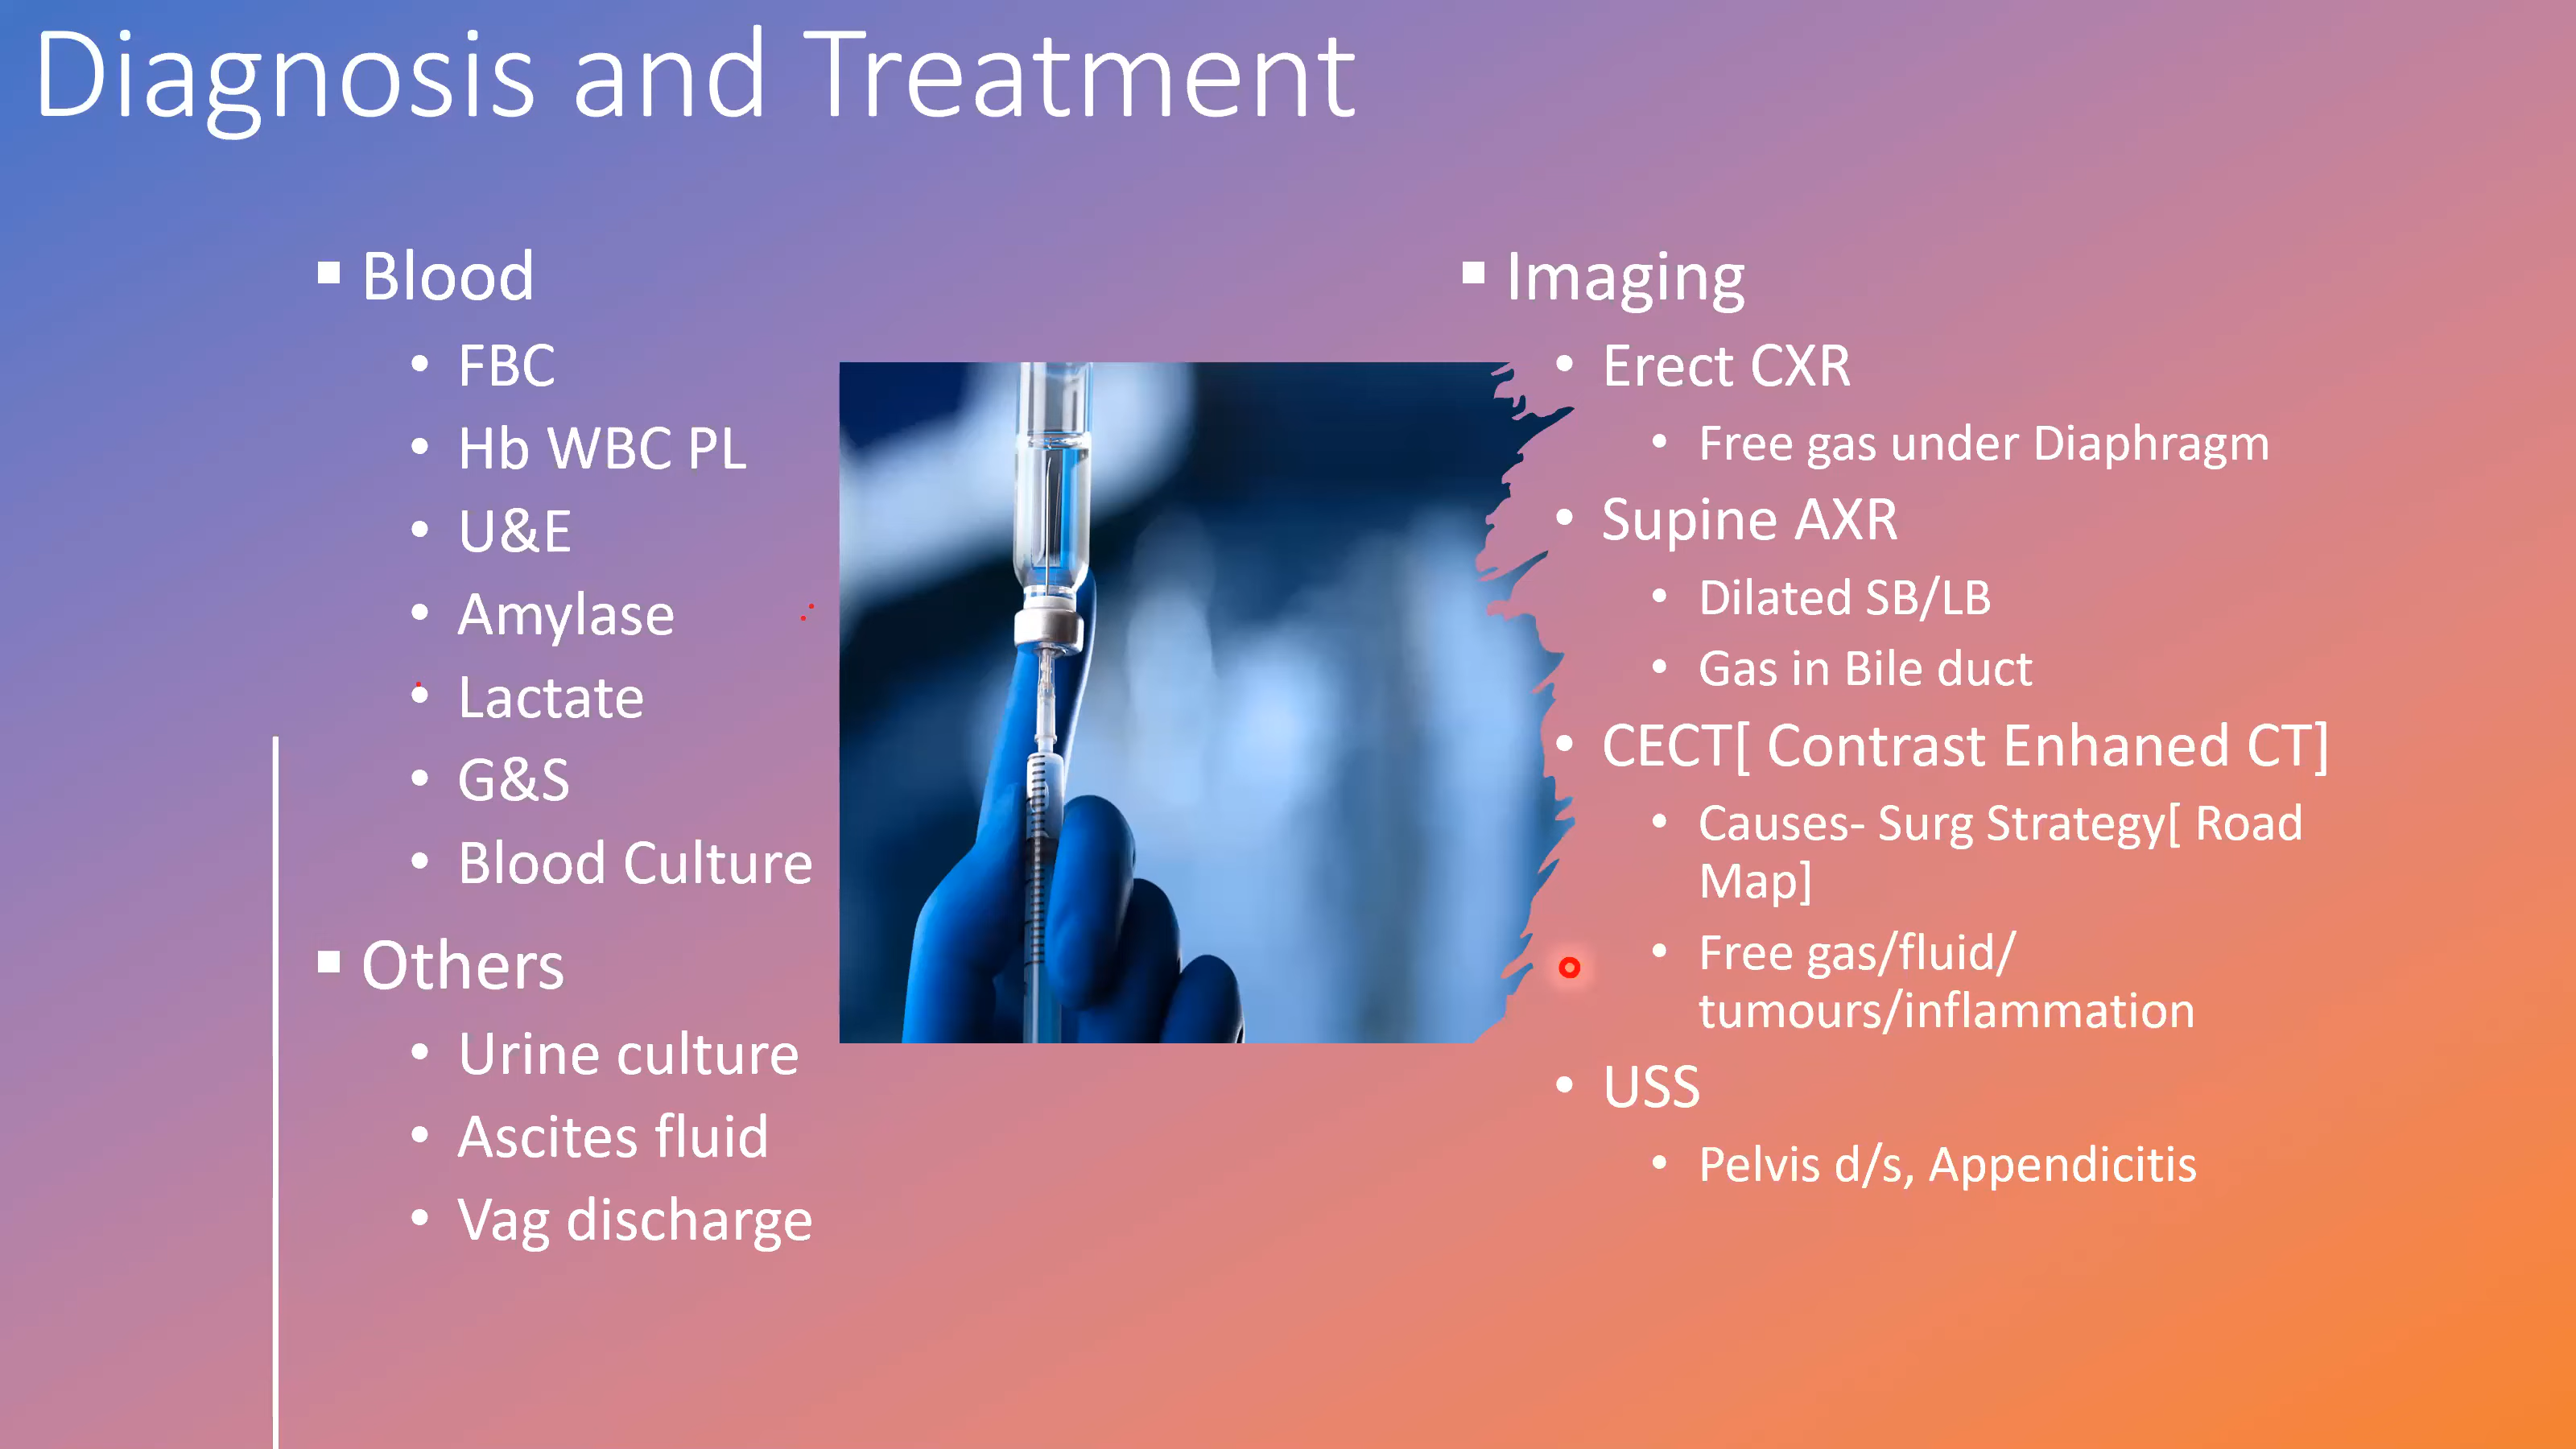 Diagnosis and Treatment
Blood
FBC
Hb WBC PL
U&E
Amylase
Lactate
G&S
Blood Culture
Others
Urine culture
Ascites fluid
Vag discharge
Imaging
Erect CXR
Free gas under Diaphragm
Supine AXR
Dilated SB/LB
Gas in Bile duct
CECT[ Contrast Enhaned CT]
Causes- Surg Strategy[ Road
Map]
Free gas/fluid/
tumours/inflammation
USS
Pelvis d/s, Appendicitis